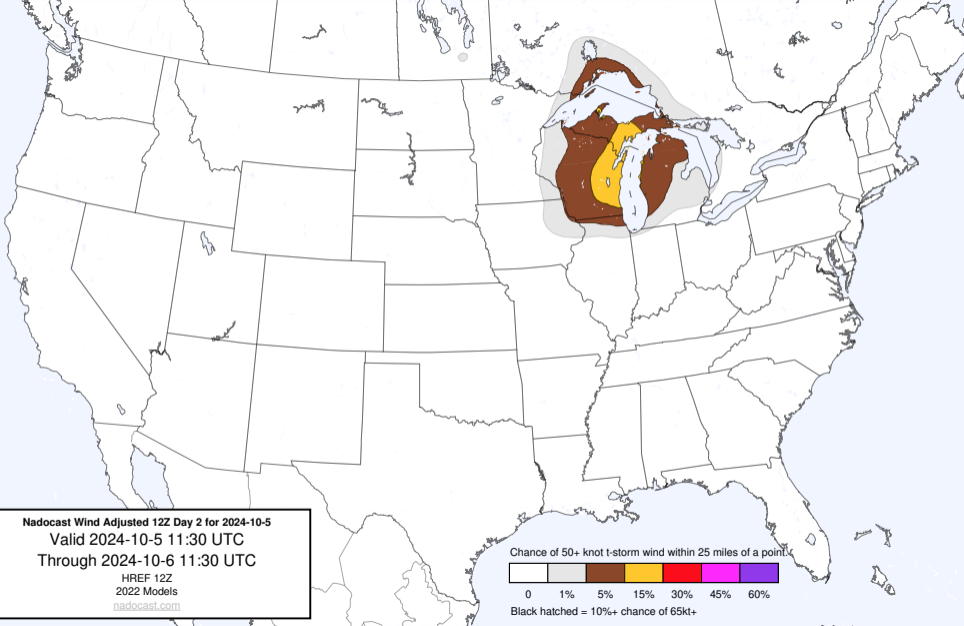 Nadocast Wind Adjusted 12Z Day 2 for 2024-10-5
Valid 2024-10-5 11:30 UTC
Through 2024-10-6 11:30 UTC
HREF 12Z
2022 Models
nadocast.com
Chance of 50+ knot t-storm wind within 25 miles of a point.
0 1% 5% 15% 30% 45% 60%
Black hatched = 10%+ chance of 65kt+